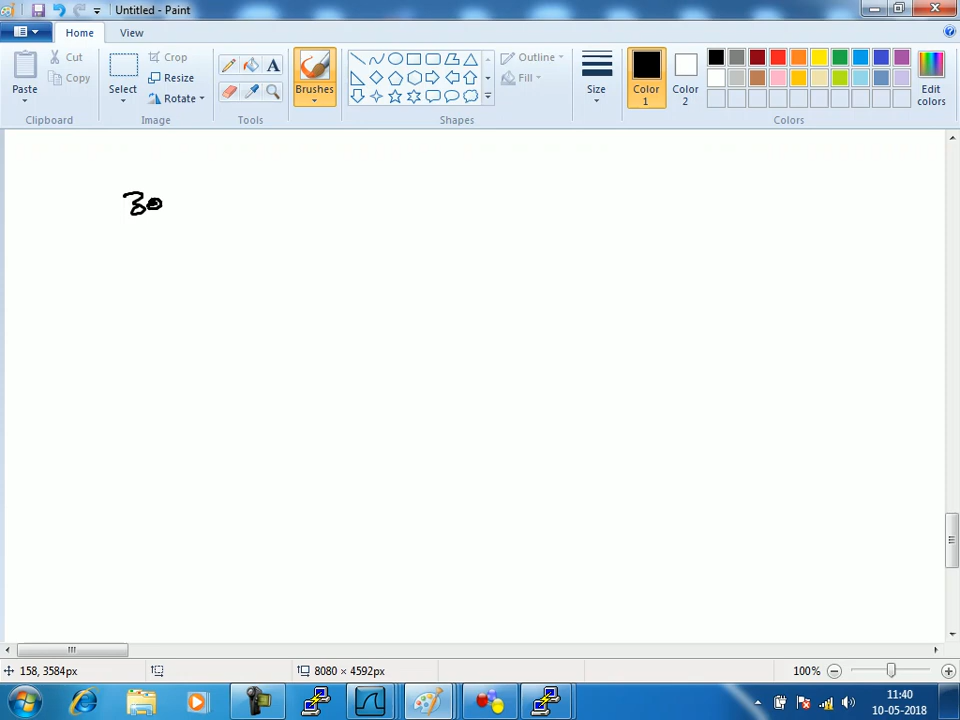 Untitled - Paint
Home View
Paste
Cut
Copy
Clipboard
Select
Crop
Resize
Rotate
Image
A
Tools
Brushes
Outline
Fill
Shapes
Size
Color 1
Color 2
Colors
Edit colors
30
158, 3584px
8080 × 4592px
100%
11:40
10-05-2018